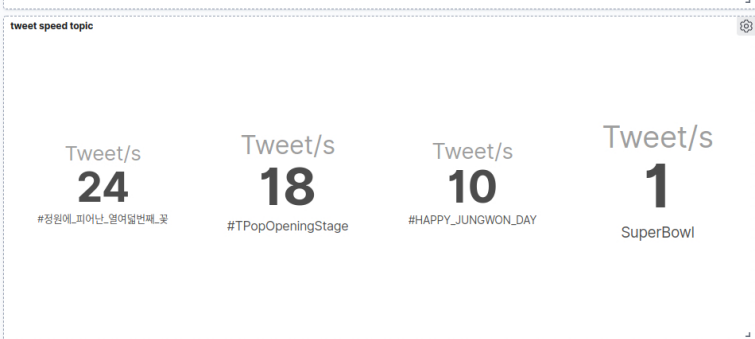 tweet speed topic
Tweet/s
24
#정원에_피어난_열여덟번째_꽃
Tweet/s
18
#TPopOpeningStage
Tweet/s
10
#HAPPY_JUNGWON_DAY
Tweet/s
1
SuperBowl